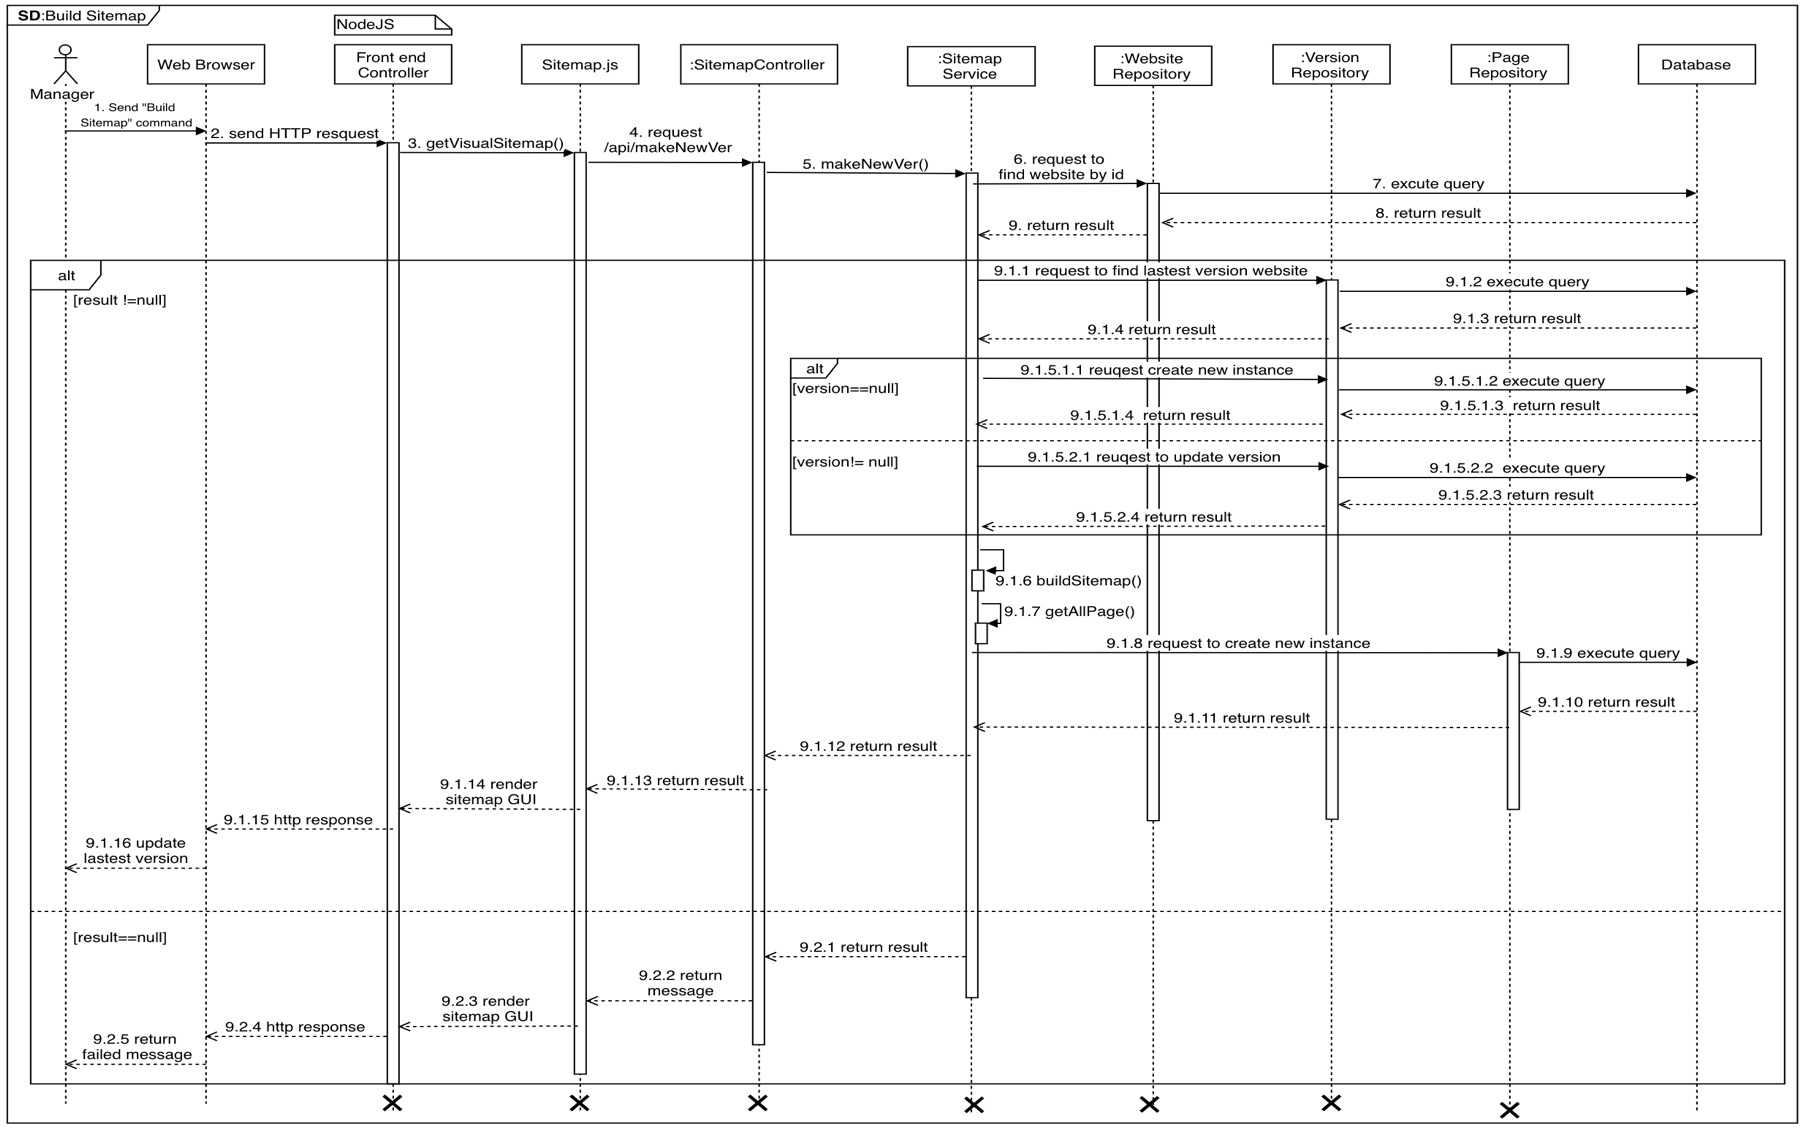 SD:Build Sitemap
NodeJS
Manager
Web Browser
Front end
Controller
Sitemap.js
:SitemapController
:Sitemap
Service
:Website
Repository
:Version
Repository
:Page
Repository
Database
1. Send "Build
Sitemap" command
2. send HTTP resquest
3. getVisualSitemap()
4. request
/api/makeNewVer
5. makeNewVer()
6. request to
find website by id
7. excute query
8. return result
9. return result
alt
[result !=null]
9.1.1 request to find lastest version website
9.1.2 execute query
9.1.3 return result
9.1.4 return result
alt
[version==null]
9.1.5.1.1 reuqest create new instance
9.1.5.1.2 execute query
9.1.5.1.3  return result
9.1.5.1.4  return result
[version!= null]
9.1.5.2.1 reuqest to update version
9.1.5.2.2  execute query
9.1.5.2.3 return result
9.1.5.2.4 return result
9.1.6 buildSitemap()
9.1.7 getAllPage()
9.1.8 request to create new instance
9.1.9 execute query
9.1.10 return result
9.1.11 return result
9.1.12 return result
9.1.13 return result
9.1.14 render
sitemap GUI
9.1.15 http response
9.1.16 update
lastest version
[result==null]
9.2.1 return result
9.2.2 return
message
9.2.3 render
sitemap GUI
9.2.4 http response
9.2.5 return
failed message